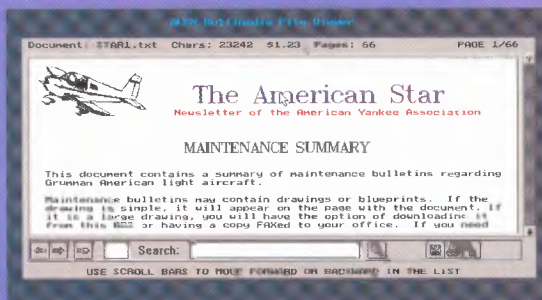 Multimedia File Viewer
Document: STAR1.txt Chars: 23242 $1.23 Pages: 66 PAGE 1/66
The American Star
Newsletter of the American Yankee Association
MAINTENANCE SUMMARY
This document contains a summary of maintenance bulletins regarding
Grumman American light aircraft.
Maintenance bulletins may contain drawings or blueprints. If the
drawing is simple, it will appear on the page with the document. If
it is a large drawing, you will have the option of downloading it
from this BBS or having a copy FAXed to your office. If you need
Search:
USE SCROLL BARS TO MOVE FORWARD OR BACKWARD IN THE LIST